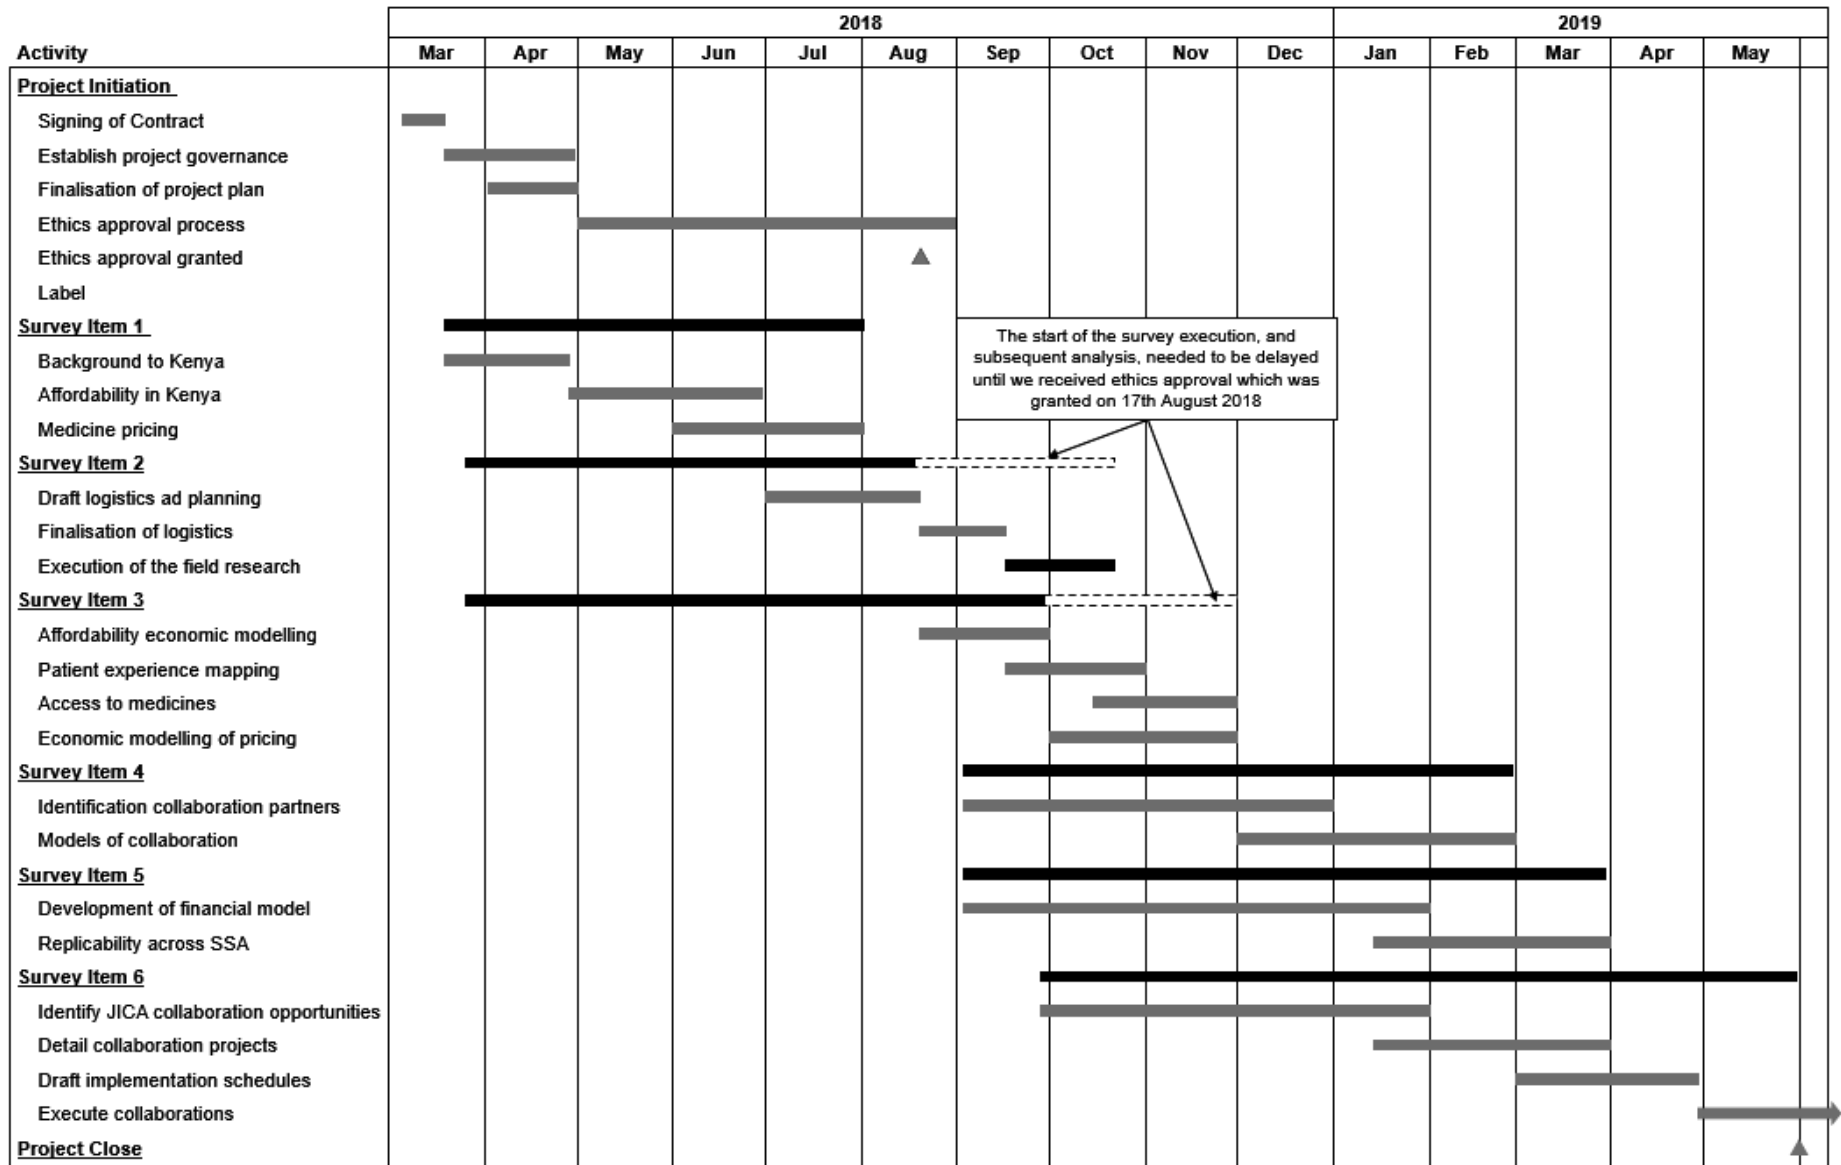 2018 2019
Activity Mar Apr May Jun Jul Aug Sep Oct Nov Dec Jan Feb Mar Apr May
Project Initiation
Signing of Contract
Establish project governance
Finalisation of project plan
Ethics approval process
Ethics approval granted
Label
Survey Item 1
The start of the survey execution, and
subsequent analysis, needed to be delayed
until we received ethics approval which was
granted on 17th August 2018
Background to Kenya
Affordability in Kenya
Medicine pricing
Survey Item 2
Draft logistics ad planning
Finalisation of logistics
Execution of the field research
Survey Item 3
Affordability economic modelling
Patient experience mapping
Access to medicines
Economic modelling of pricing
Survey Item 4
Identification collaboration partners
Models of collaboration
Survey Item 5
Development of financial model
Replicability across SSA
Survey Item 6
Identify JICA collaboration opportunities
Detail collaboration projects
Draft implementation schedules
Execute collaborations
Project Close